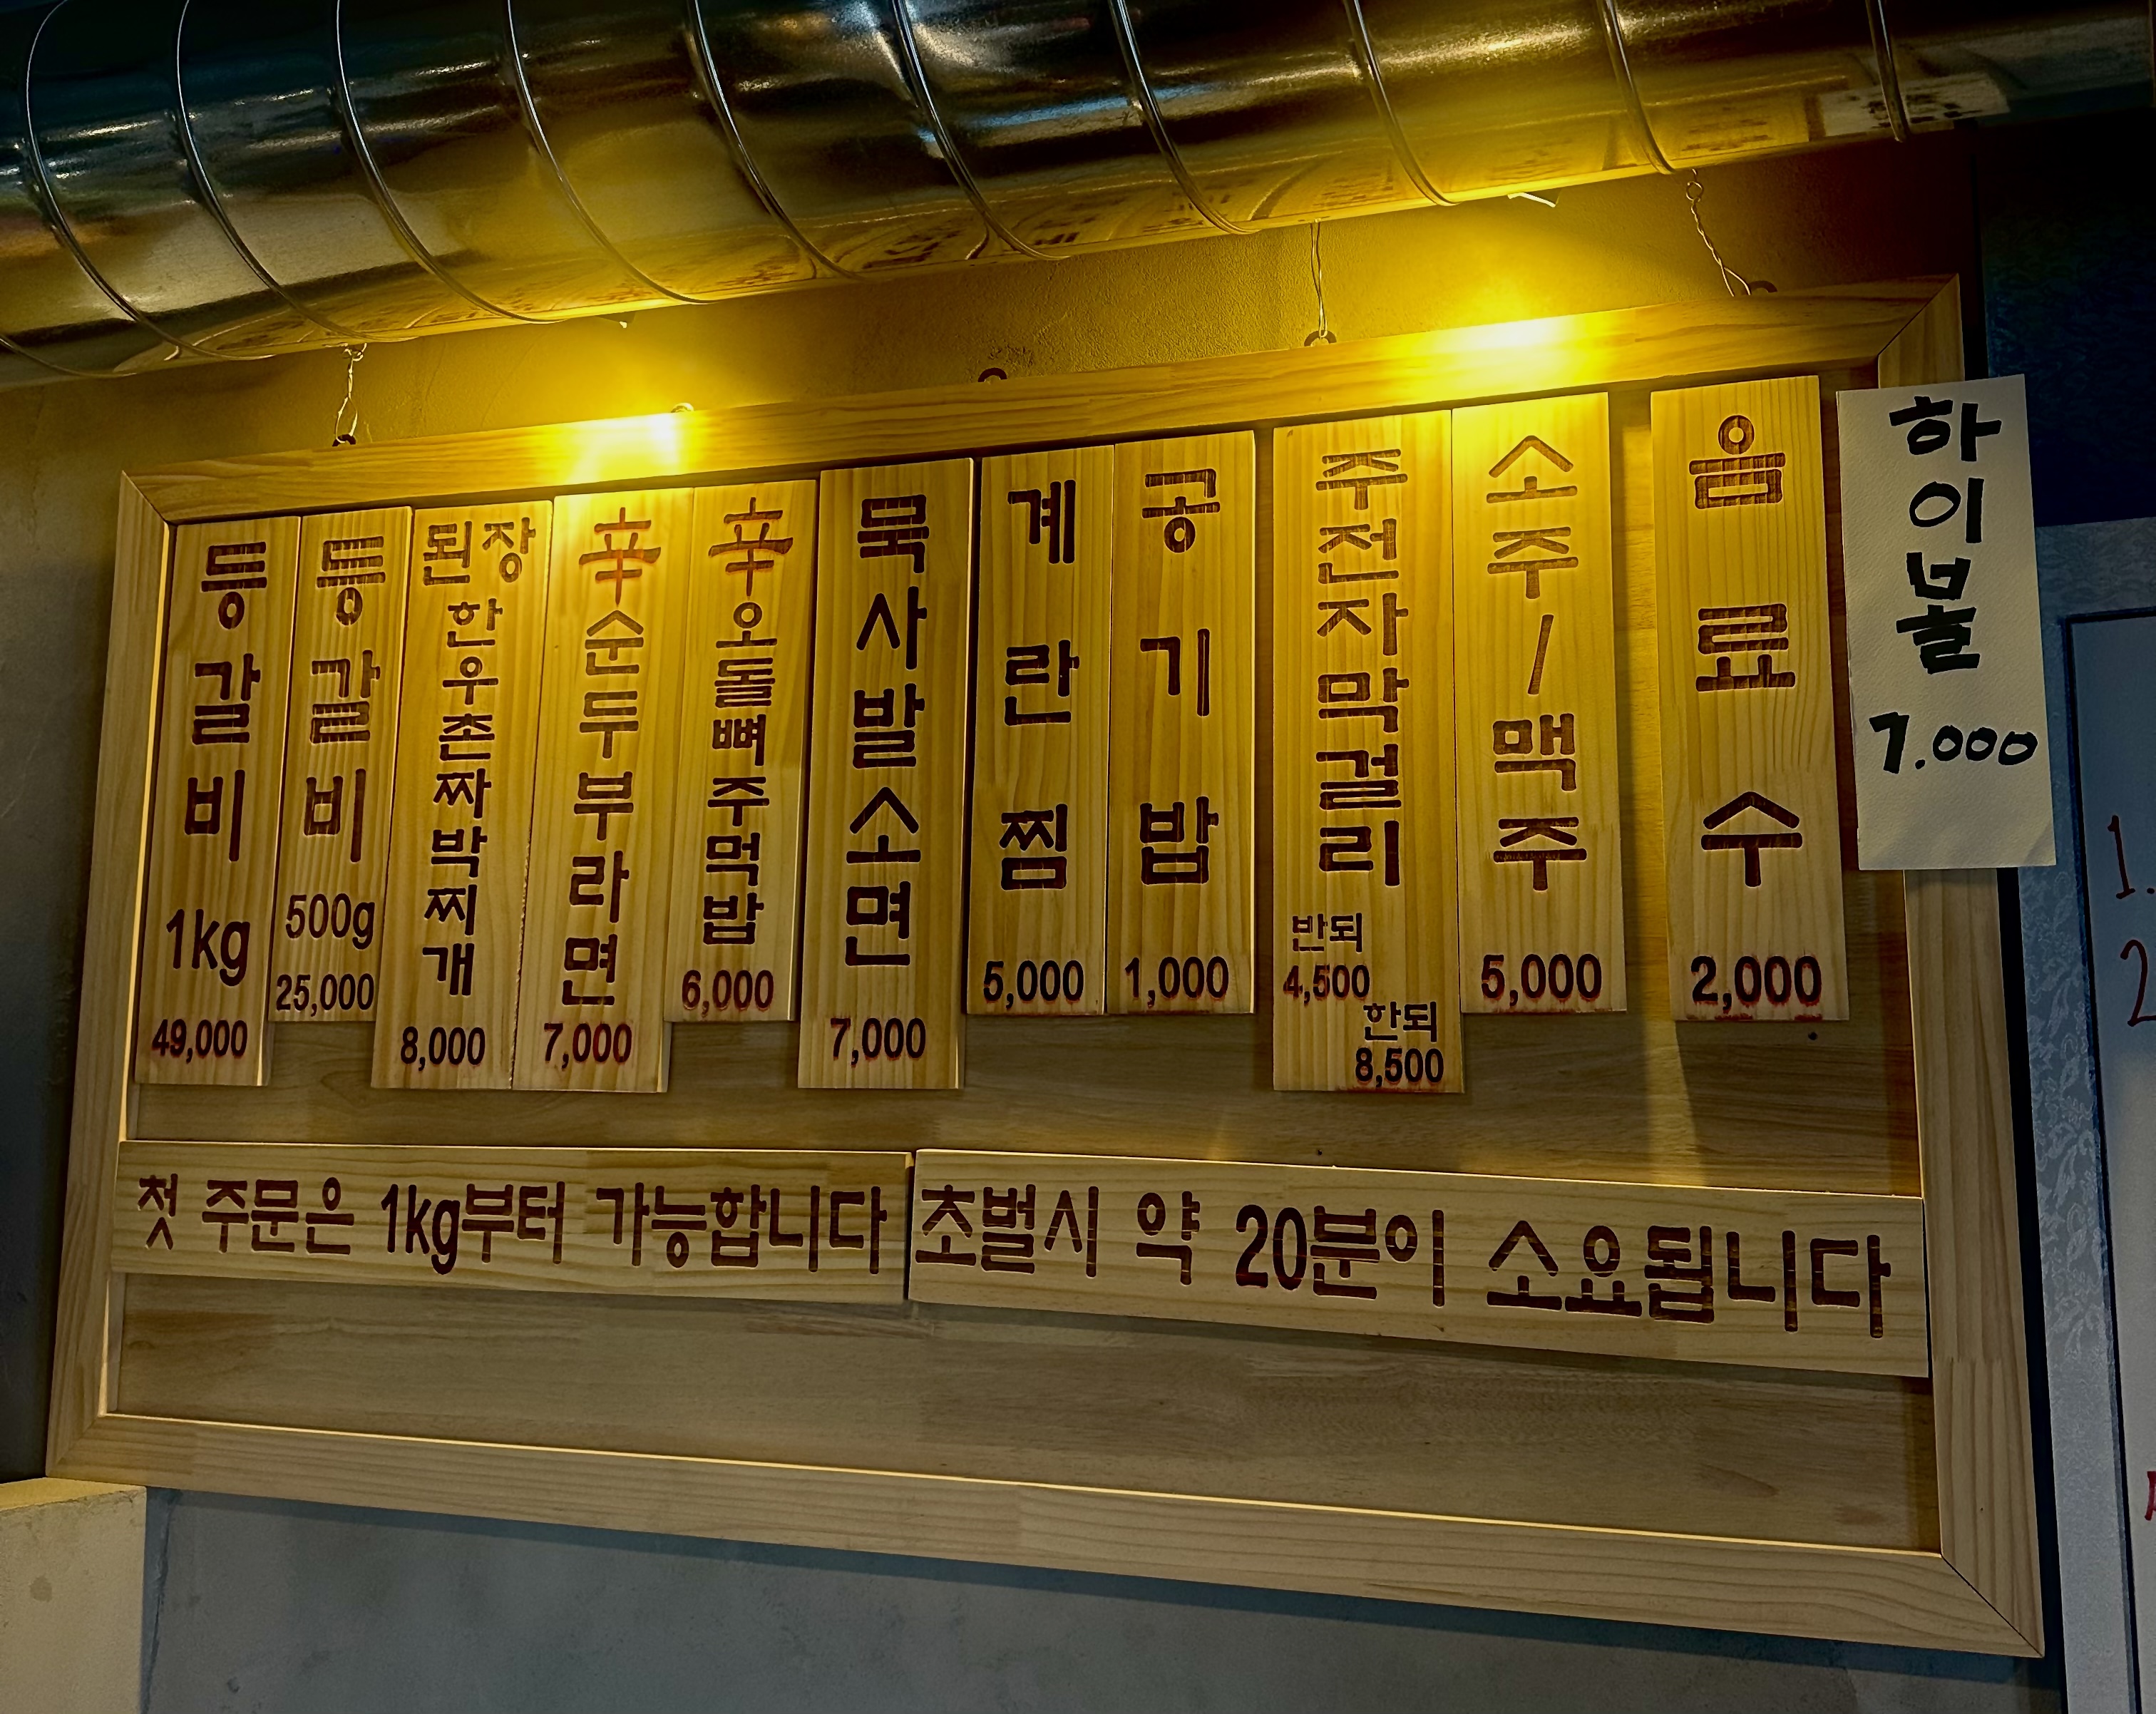 등갈비 1kg
49,000
등갈비 500g
25,000
된장
한우촌짜박찌개
8,000
辛순두부라면
7,000
辛오돌뼈주먹밥
6,000
묵사발소면
7,000
계란찜
5,000
공기밥
1,000
주전자막걸리
반되
4,500
한되
8,500
소주/맥주
5,000
음료수
2,000
하이볼
7.000
첫 주문은 1kg부터 가능합니다
초벌시 약 20분이 소요됩니다
1.
2